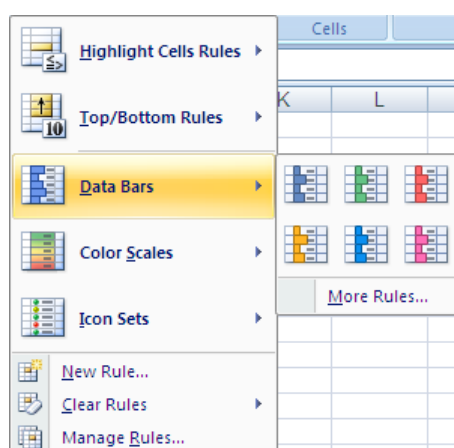 Cells
Highlight Cells Rules
K L
10
Top/Bottom Rules
Data Bars
Color Scales
More Rules...
Icon Sets
New Rule...
Clear Rules
Manage Rules...